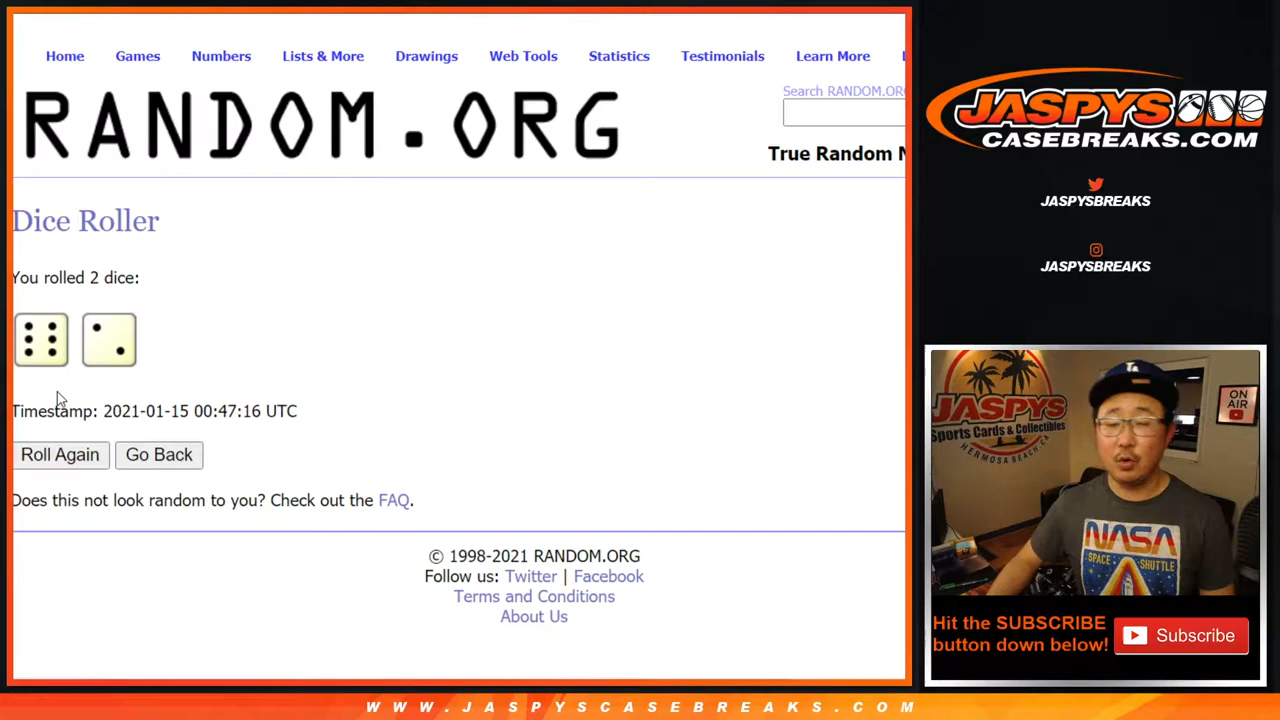 Home Games Numbers Lists & More Drawings Web Tools Statistics Testimonials Learn More
Search RANDOM.OR
RANDOM.ORG
True Random
Dice Roller
You rolled 2 dice:
Timestamp: 2021-01-15 00:47:16 UTC
Roll Again Go Back
Does this not look random to you? Check out the FAQ.
© 1998-2021 RANDOM.ORG
Follow us: Twitter | Facebook
Terms and Conditions
About Us
JASPYS
CASEBREAKS.COM
JASPYSBREAKS
JASPYSBREAKS
JASPYS
Sports Cards & Collectibles
HERMOSA BEACH CA
ON
AIR
LA
NASA
SPACE SHUTTLE
Hit the SUBSCRIBE
button down below!
Subscribe
WWW.JASPYSCASEBREAKS.COM